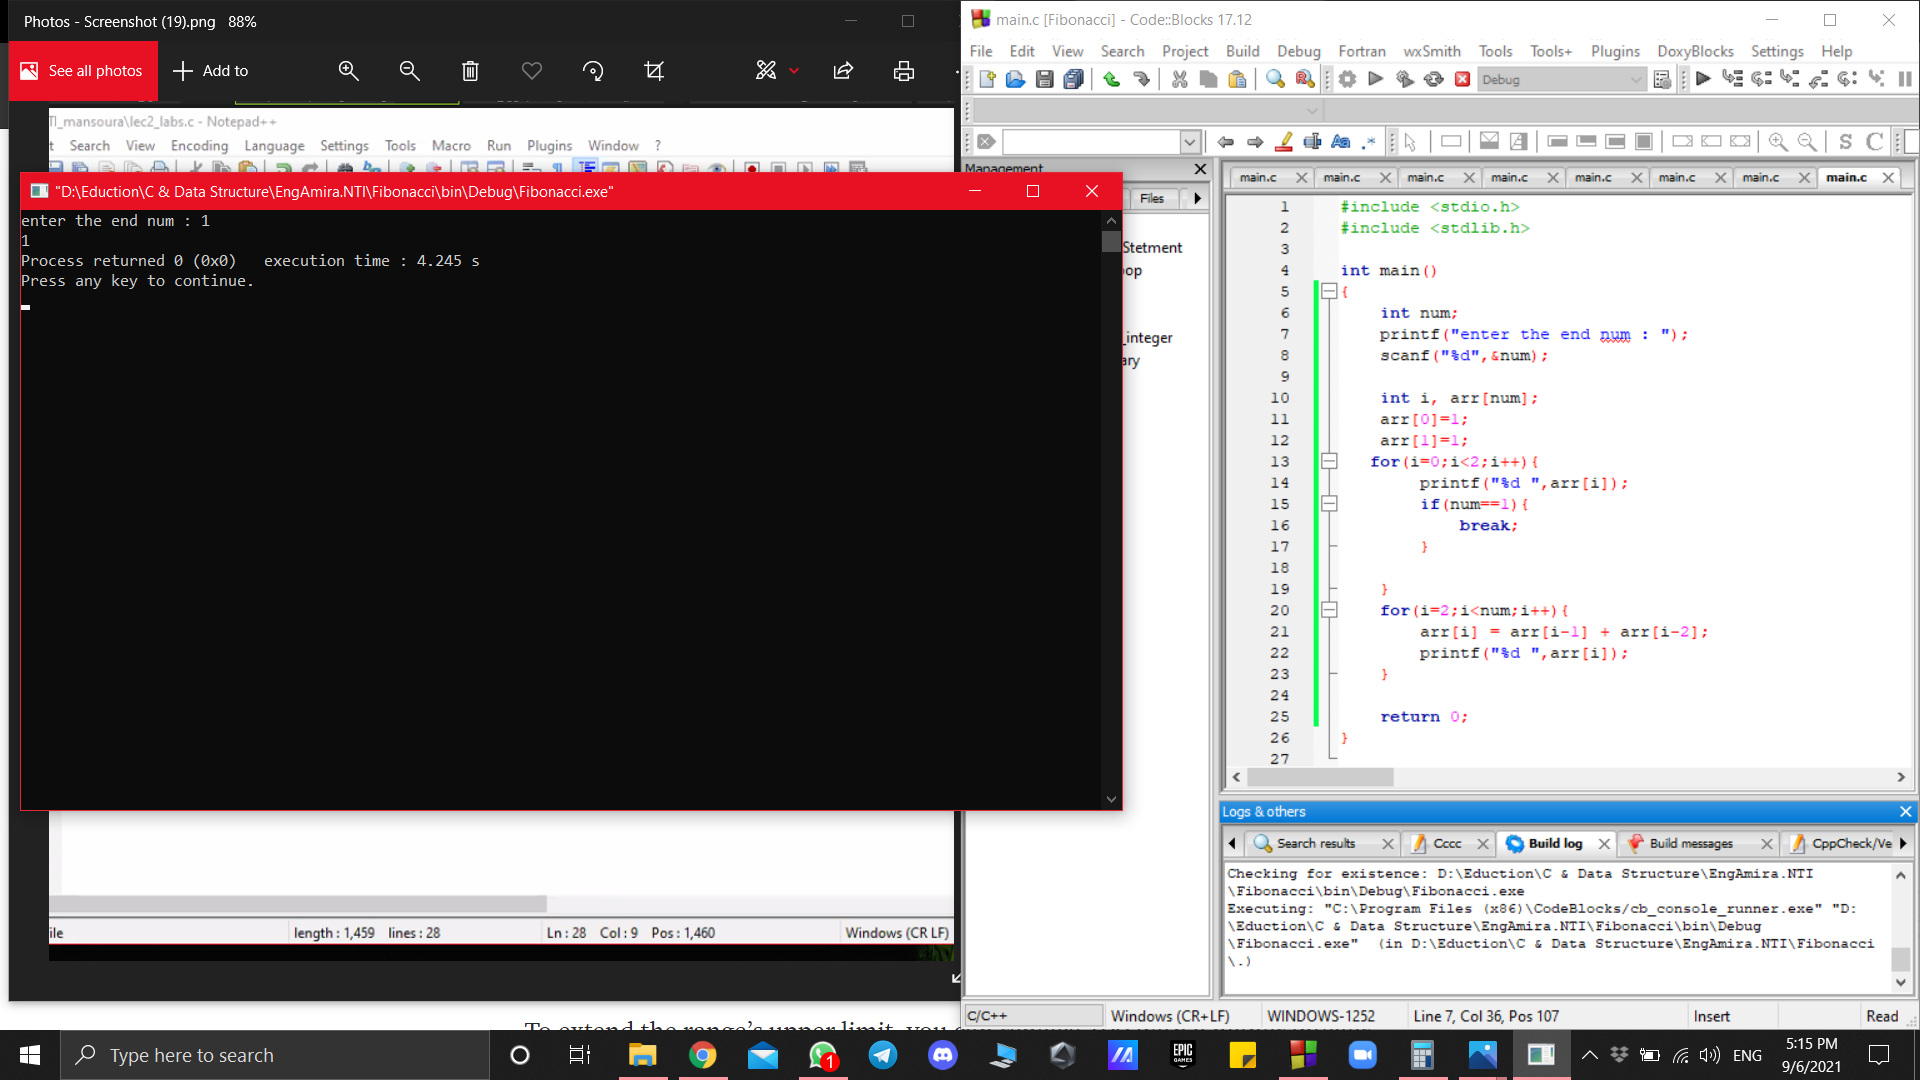 Photos - Screenshot (19).png 88%
See all photos
Add to
TI_mansoura\lec2_labs.c - Notepad++
t Search View Encoding Language Settings Tools Macro Run Plugins Window ?
"D:\Eduction\C & Data Structure\EngAmira.NTI\Fibonacci\bin\Debug\Fibonacci.exe"
enter the end num : 1
1
Process returned 0 (0x0) execution time : 4.245 s
Press any key to continue.
ile length : 1,459 lines : 28 Ln : 28 Col : 9 Pos : 1,460 Windows (CR LF)
main.c [Fibonacci] - Code::Blocks 17.12
File Edit View Search Project Build Debug Fortran wxSmith Tools Tools+ Plugins DoxyBlocks Settings Help
Debug
S C
Management
Files
Stetment
oop
_integer
ary
main.c main.c main.c main.c main.c main.c main.c main.c
1 #include <stdio.h>
2 #include <stdlib.h>
3
4 int main()
5 {
6 int num;
7 printf("enter the end num : ");
8 scanf("%d",&num);
9
10 int i, arr[num];
11 arr[0]=1;
12 arr[1]=1;
13 for(i=0;i<2;i++){
14 printf("%d ",arr[i]);
15 if(num==1){
16 break;
17 }
18
19 }
20 for(i=2;i<num;i++){
21 arr[i] = arr[i-1] + arr[i-2];
22 printf("%d ",arr[i]);
23 }
24
25 return 0;
26 }
27
Logs & others
Search results Cccc Build log Build messages CppCheck/Ve
Checking for existence: D:\Eduction\C & Data Structure\EngAmira.NTI
\Fibonacci\bin\Debug\Fibonacci.exe
Executing: "C:\Program Files (x86)\CodeBlocks/cb_console_runner.exe" "D:
\Eduction\C & Data Structure\EngAmira.NTI\Fibonacci\bin\Debug
\Fibonacci.exe" (in D:\Eduction\C & Data Structure\EngAmira.NTI\Fibonacci
\.)
C/C++ Windows (CR+LF) WINDOWS-1252 Line 7, Col 36, Pos 107 Insert Read
To extend the range's upper limit, you
Type here to search
1
EPIC
GAMES
ENG
5:15 PM
9/6/2021